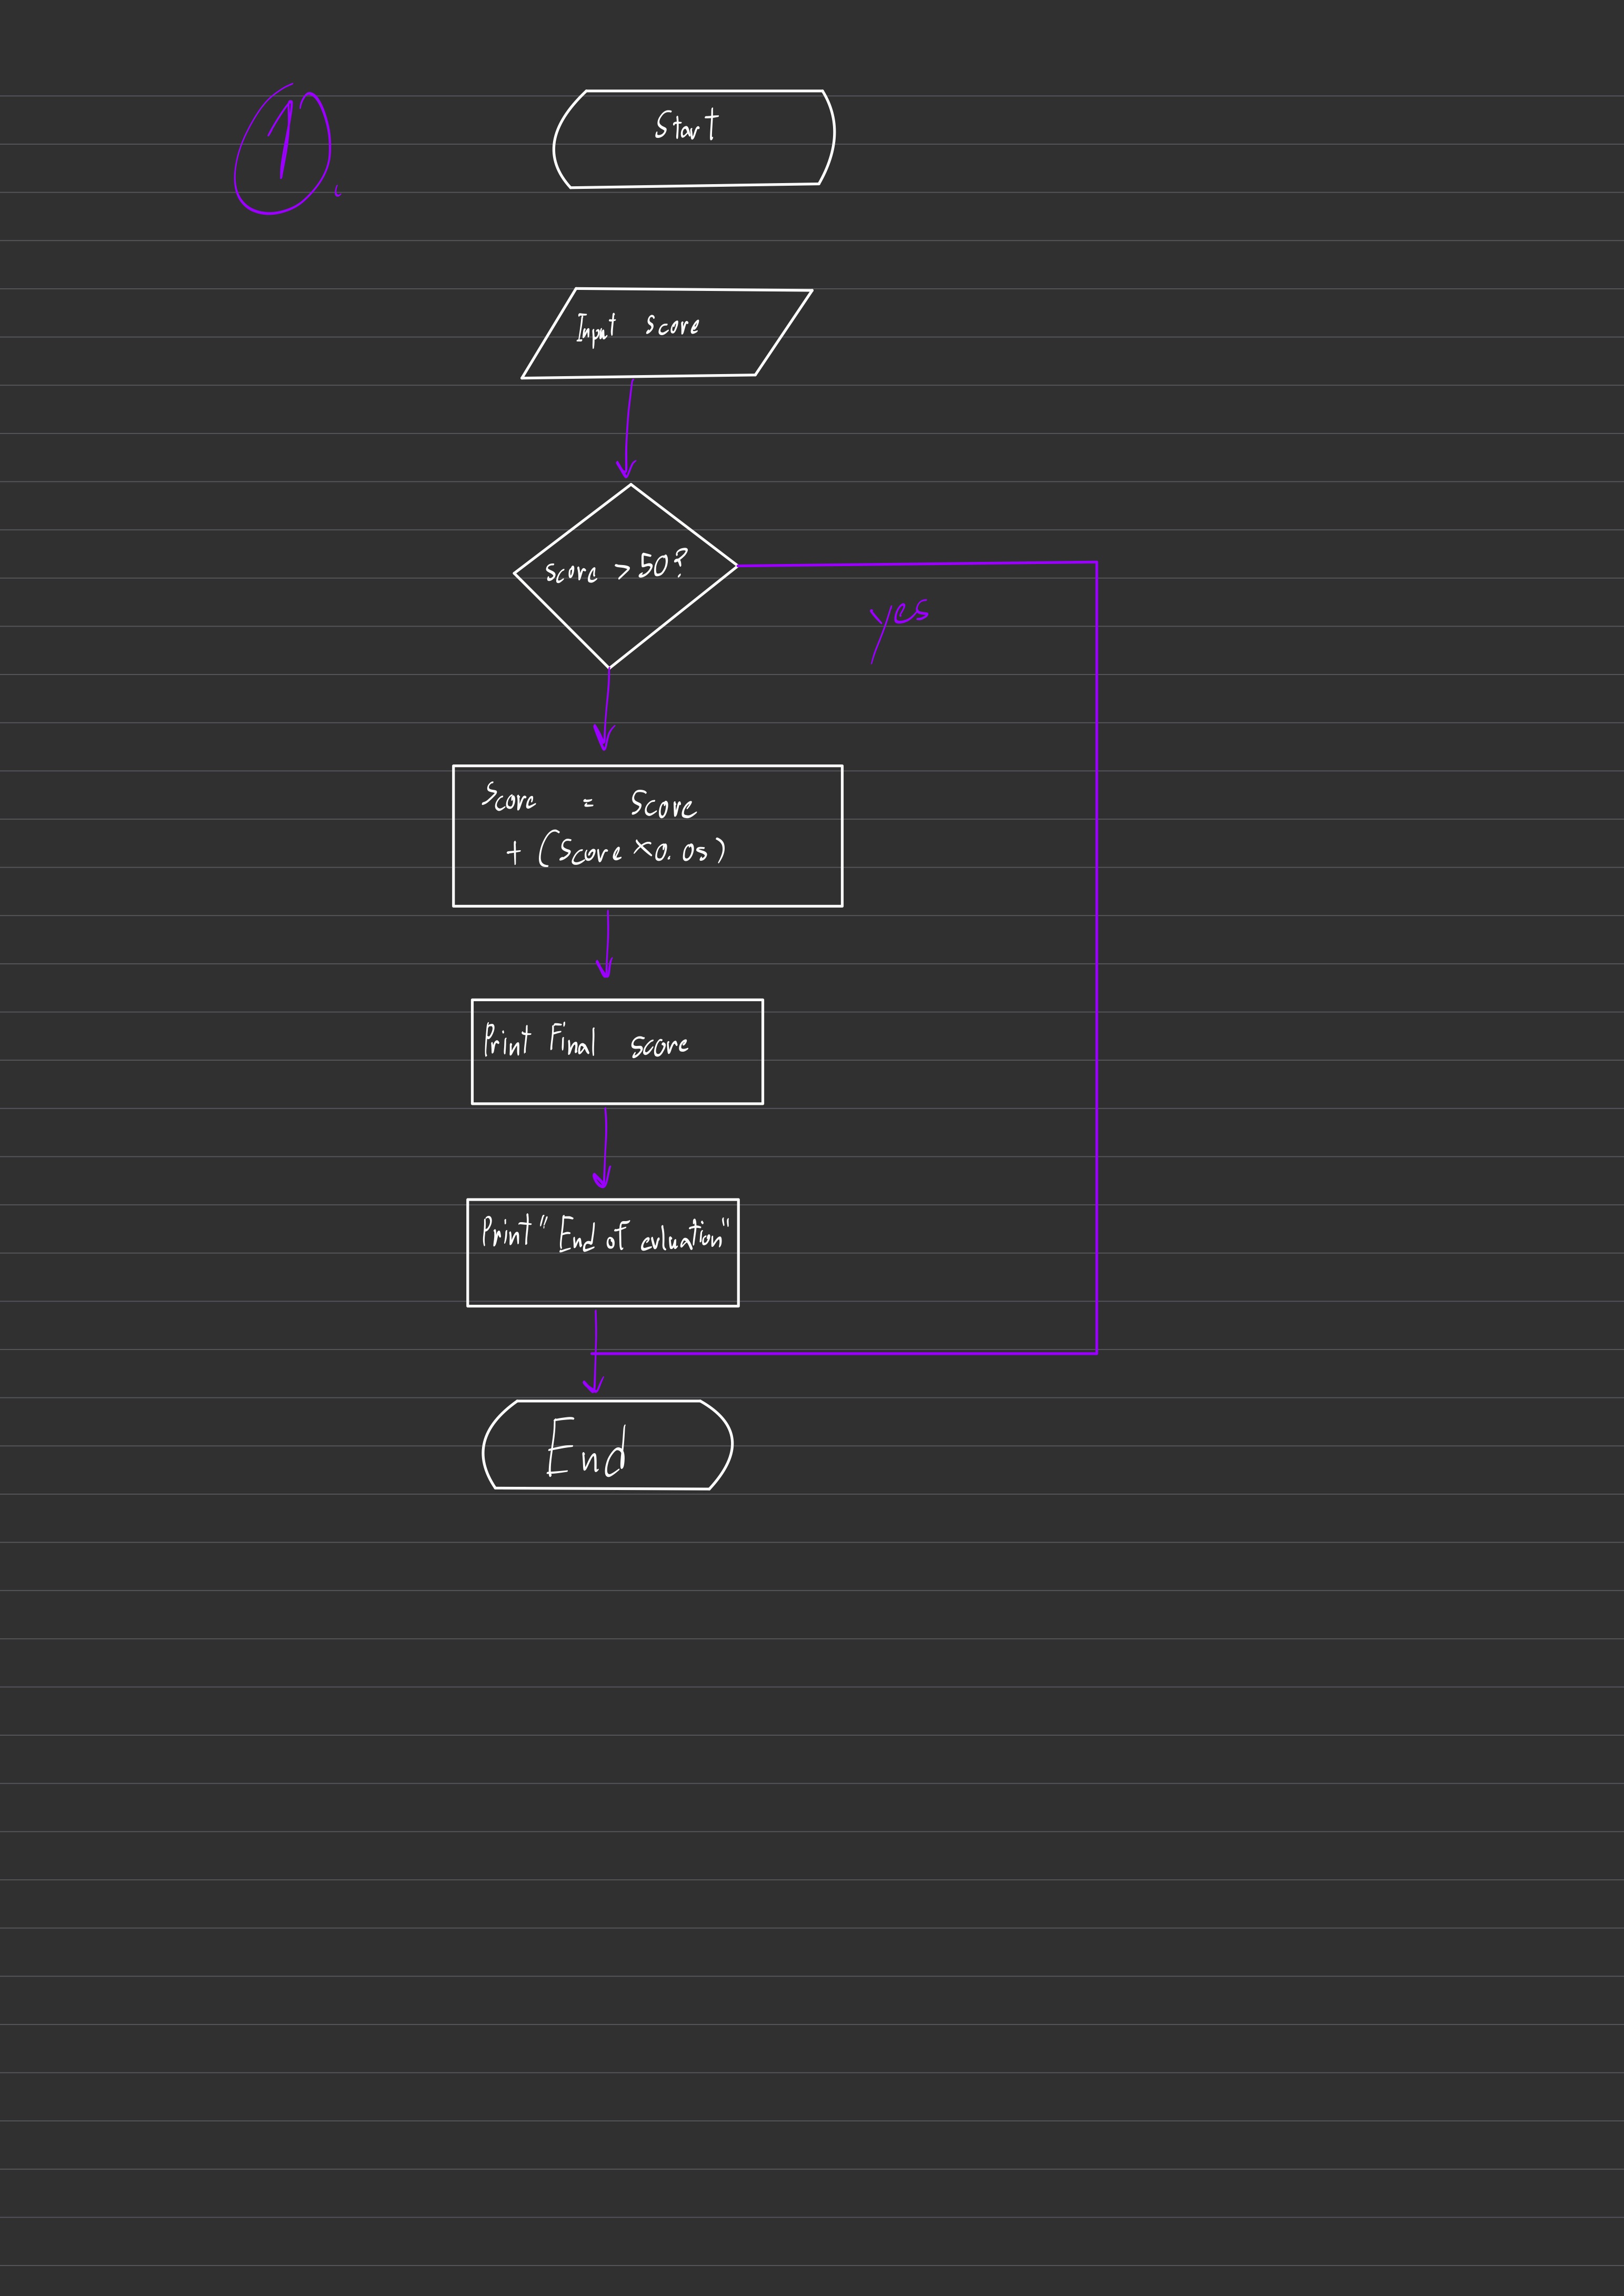 1.
Start
Input score
score >50?
yes
Score = Score
+ (Score ×0.05)
Print Final score
Print "End of
End